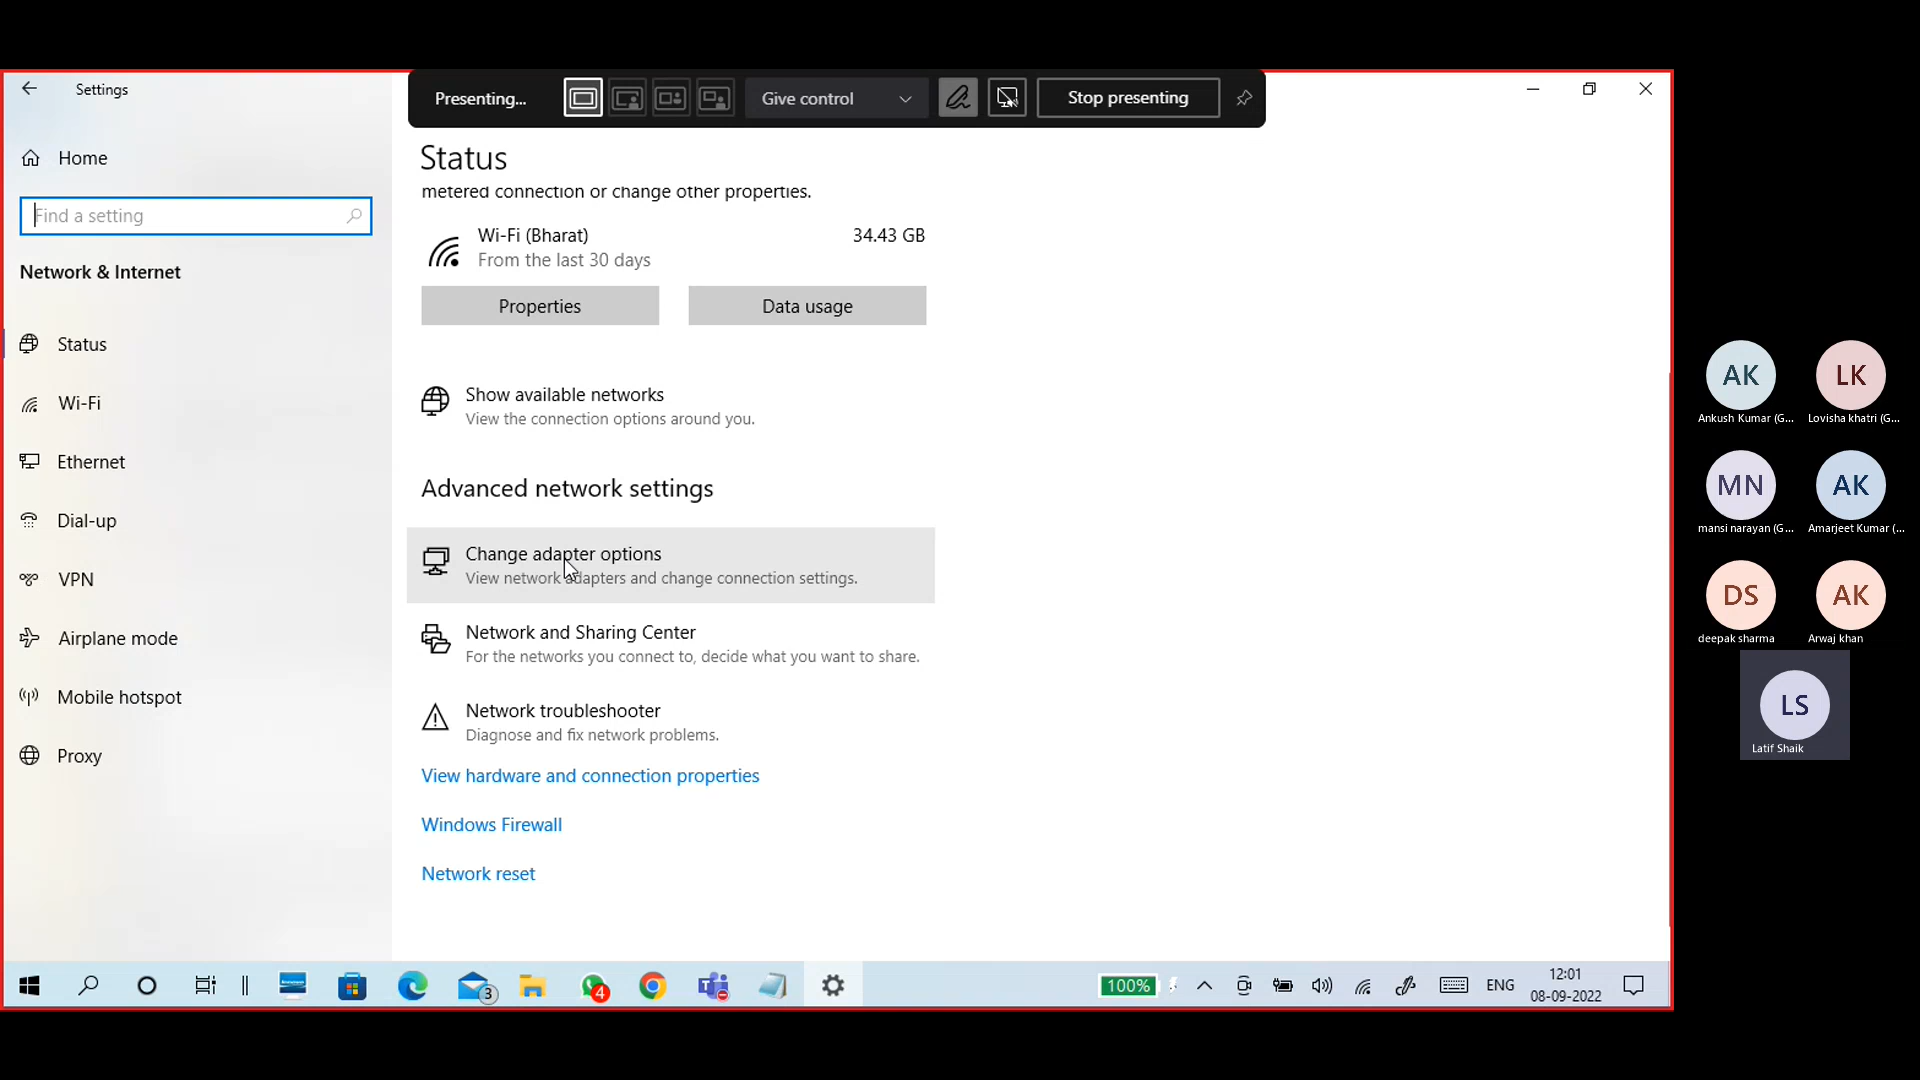 Settings
Presenting...
Give control
Stop presenting
Home
Find a setting
Network & Internet
Status
Wi-Fi
Ethernet
Dial-up
VPN
Airplane mode
Mobile hotspot
Proxy
Status
metered connection or change other properties.
Wi-Fi (Bharat)
34.43 GB
From the last 30 days
Properties
Data usage
Show available networks
View the connection options around you.
Advanced network settings
Change adapter options
View network adapters and change connection settings.
Network and Sharing Center
For the networks you connect to, decide what you want to share.
Network troubleshooter
Diagnose and fix network problems.
View hardware and connection properties
Windows Firewall
Network reset
AK
Ankush Kumar (G...
LK
Lovisha khatri (G...
MN
mansi narayan (G...
AK
Amarjeet Kumar (...
DS
deepak sharma
AK
Arwaj khan
LS
Latif Shaik
3
4
100%
ENG
12:01
08-09-2022